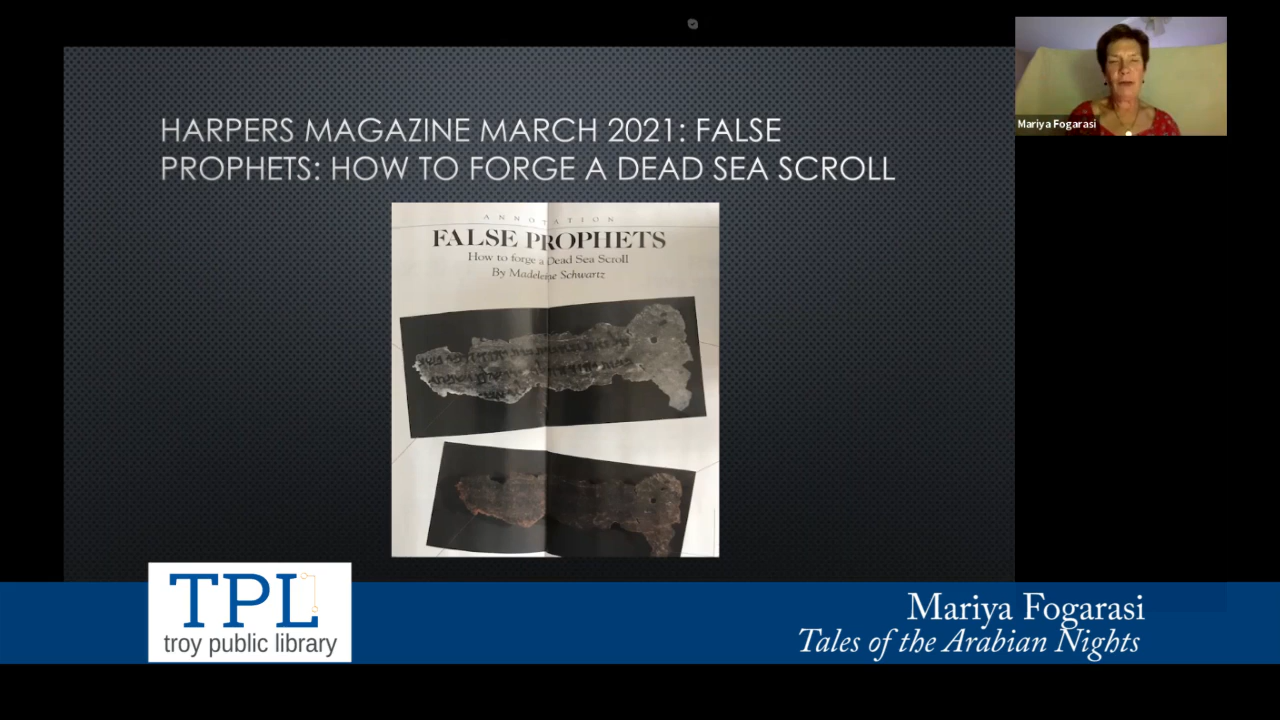 HARPERS MAGAZINE MARCH 2021: FALSE
PROPHETS: HOW TO FORGE A DEAD SEA SCROLL
ANNOTATION
FALSE PROPHETS
How to forge a Dead Sea Scroll
By Madeleine Schwartz
Mariya Fogarasi
TPL
troy public library
Mariya Fogarasi
Tales of the Arabian Nights